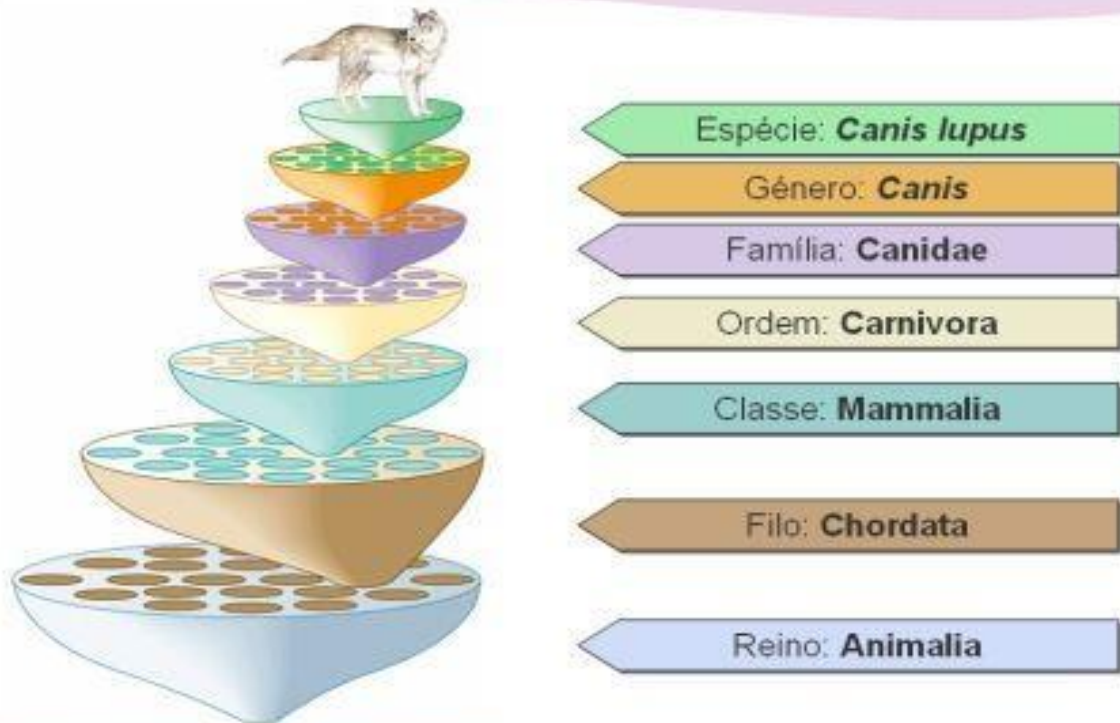 Espécie: Canis lupus
Género: Canis
Família: Canidae
Ordem: Carnivora
Classe: Mammalia
Filo: Chordata
Reino: Animalia